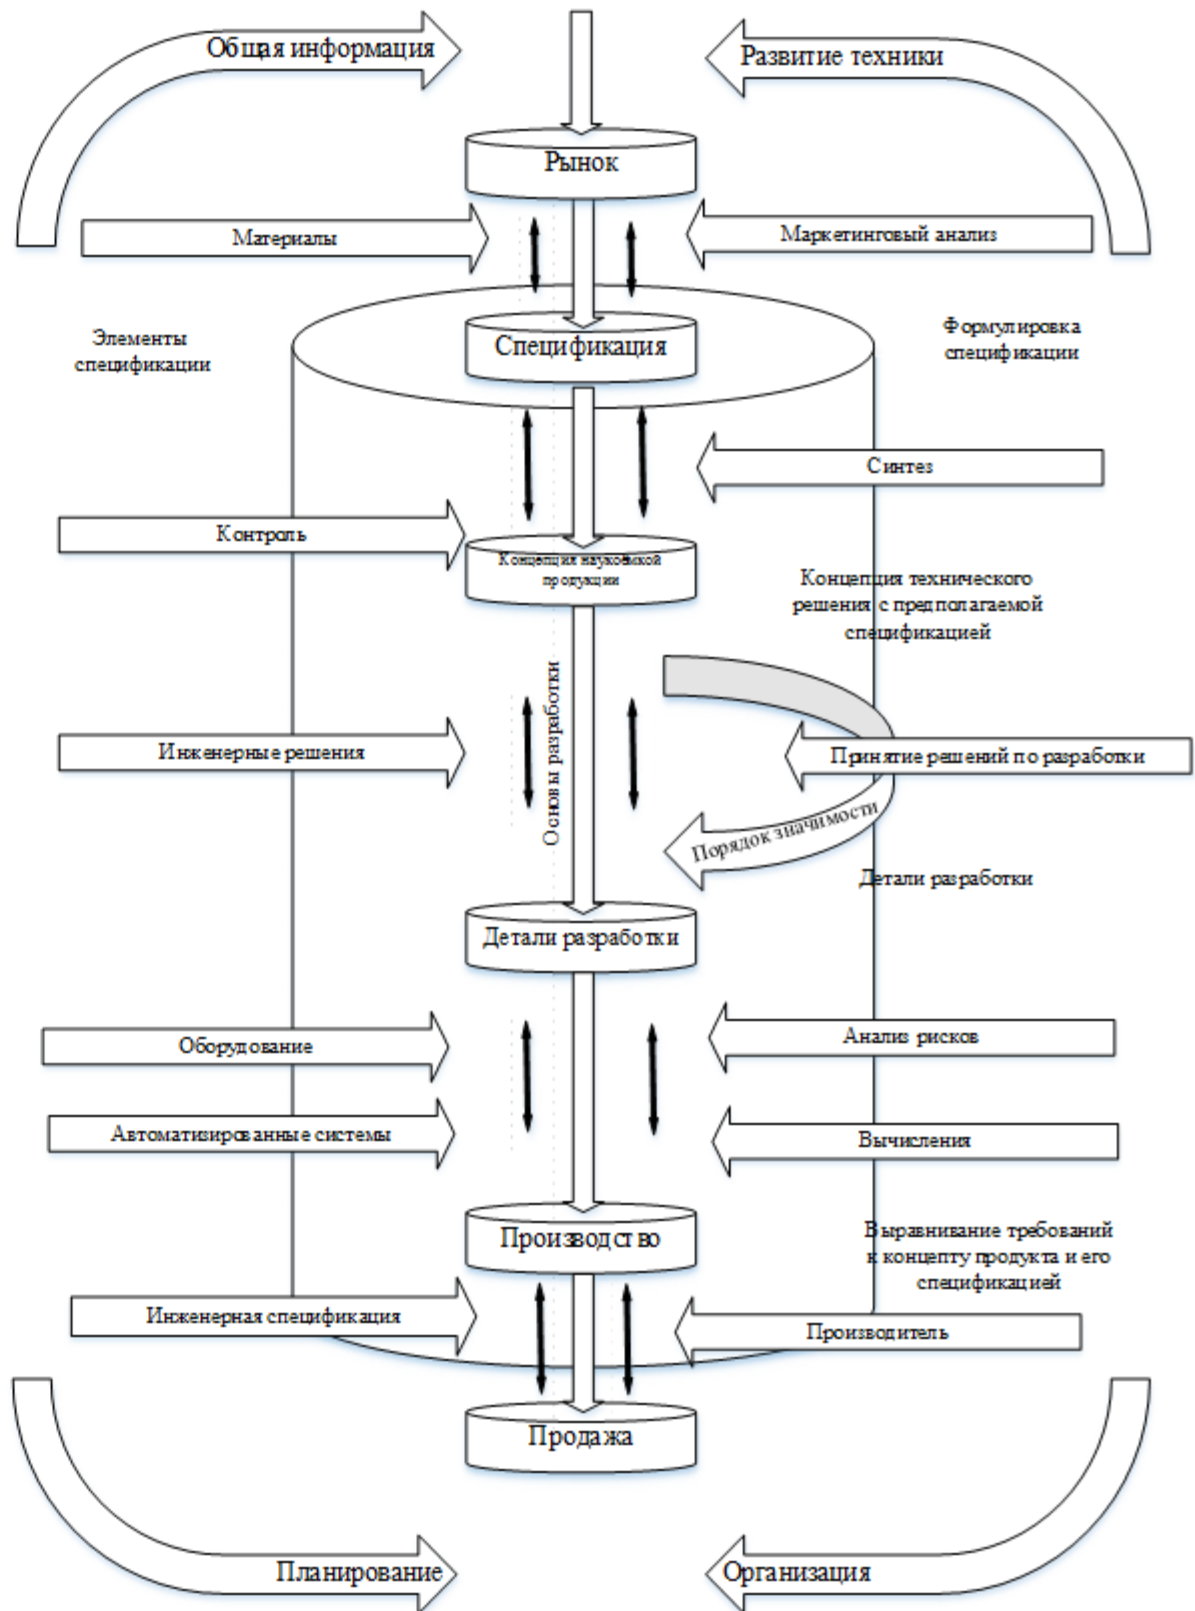 Общая информация
Развитие техники
Рынок
Материалы
Маркетинговый анализ
Элементы
спецификации
Спецификация
Формулировка
спецификации
Синтез
Контроль
Концепция наукоёмкой
продукции
Концепция технического
решения с предполагаемой
спецификацией
Основы разработки
Инженерные решения
Принятие решений по разработки
Порядок значимости
Детали разработки
Детали разработки
Оборудование
Анализ рисков
Автоматизированные системы
Вычисления
Производство
Выравнивание требований
к концепту продукта и его
спецификацией
Инженерная спецификация
Производитель
Продажа
Планирование
Организация